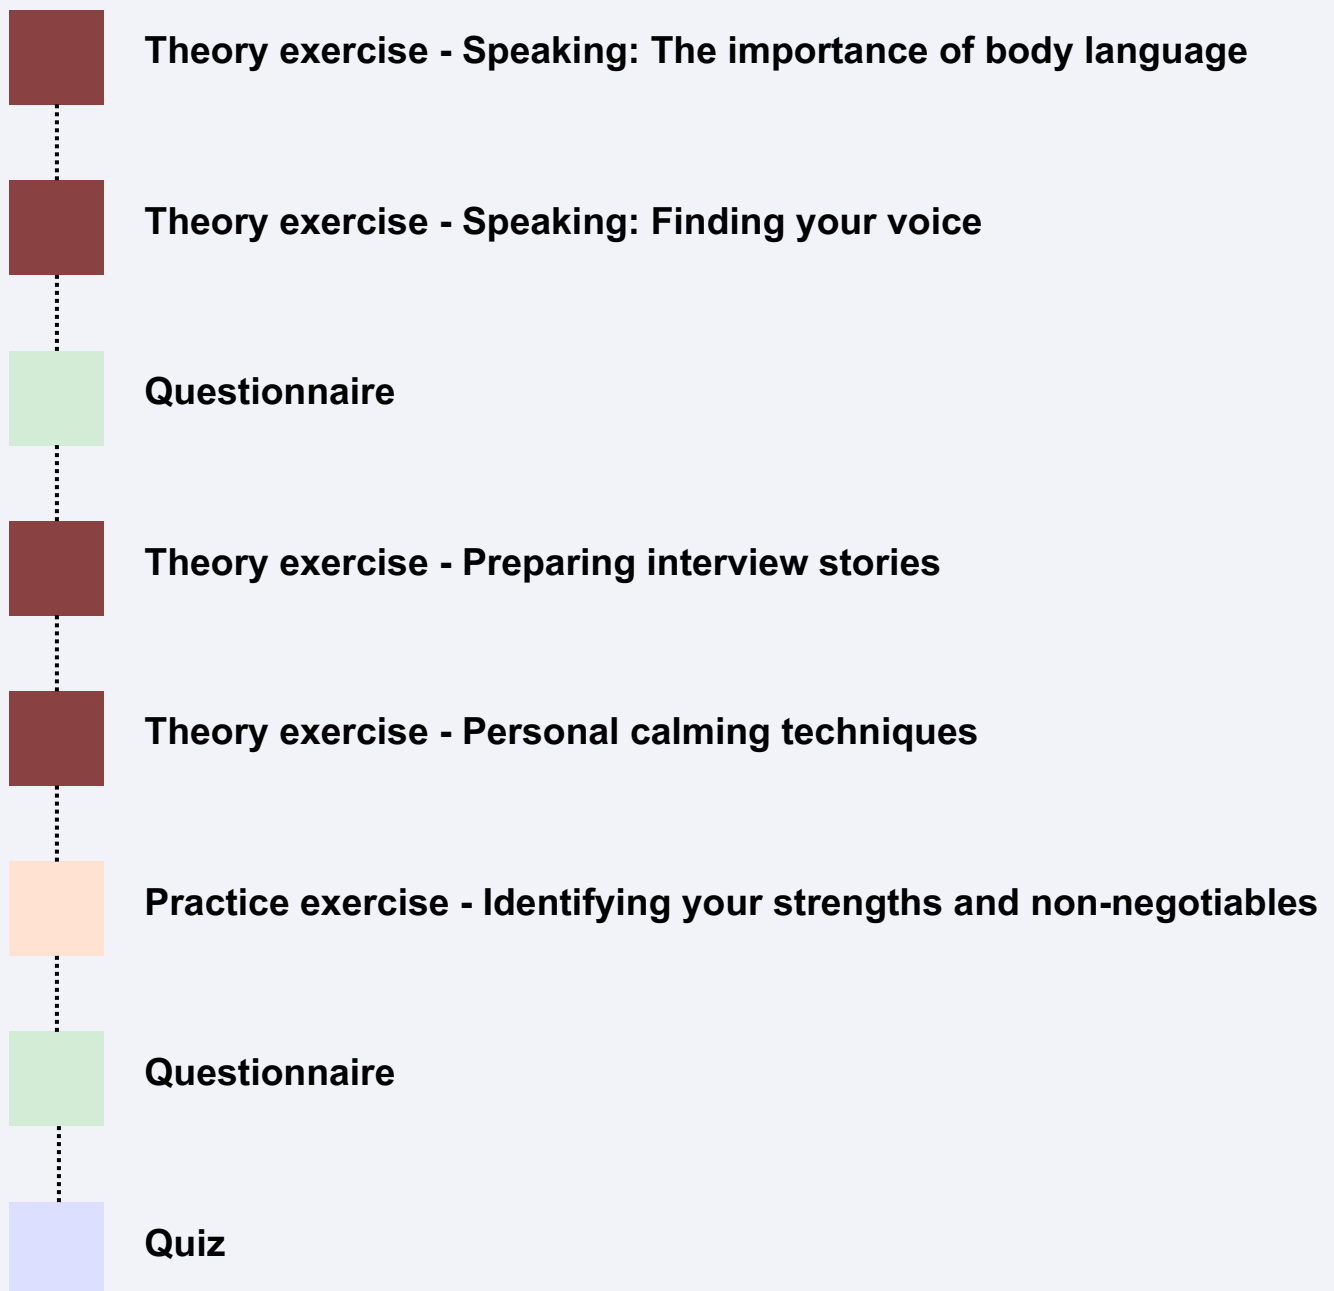 Theory exercise - Speaking: The importance of body language
Theory exercise - Speaking: Finding your voice
Questionnaire
Theory exercise - Preparing interview stories
Theory exercise - Personal calming techniques
Practice exercise - Identifying your strengths and non-negotiables
Questionnaire
Quiz